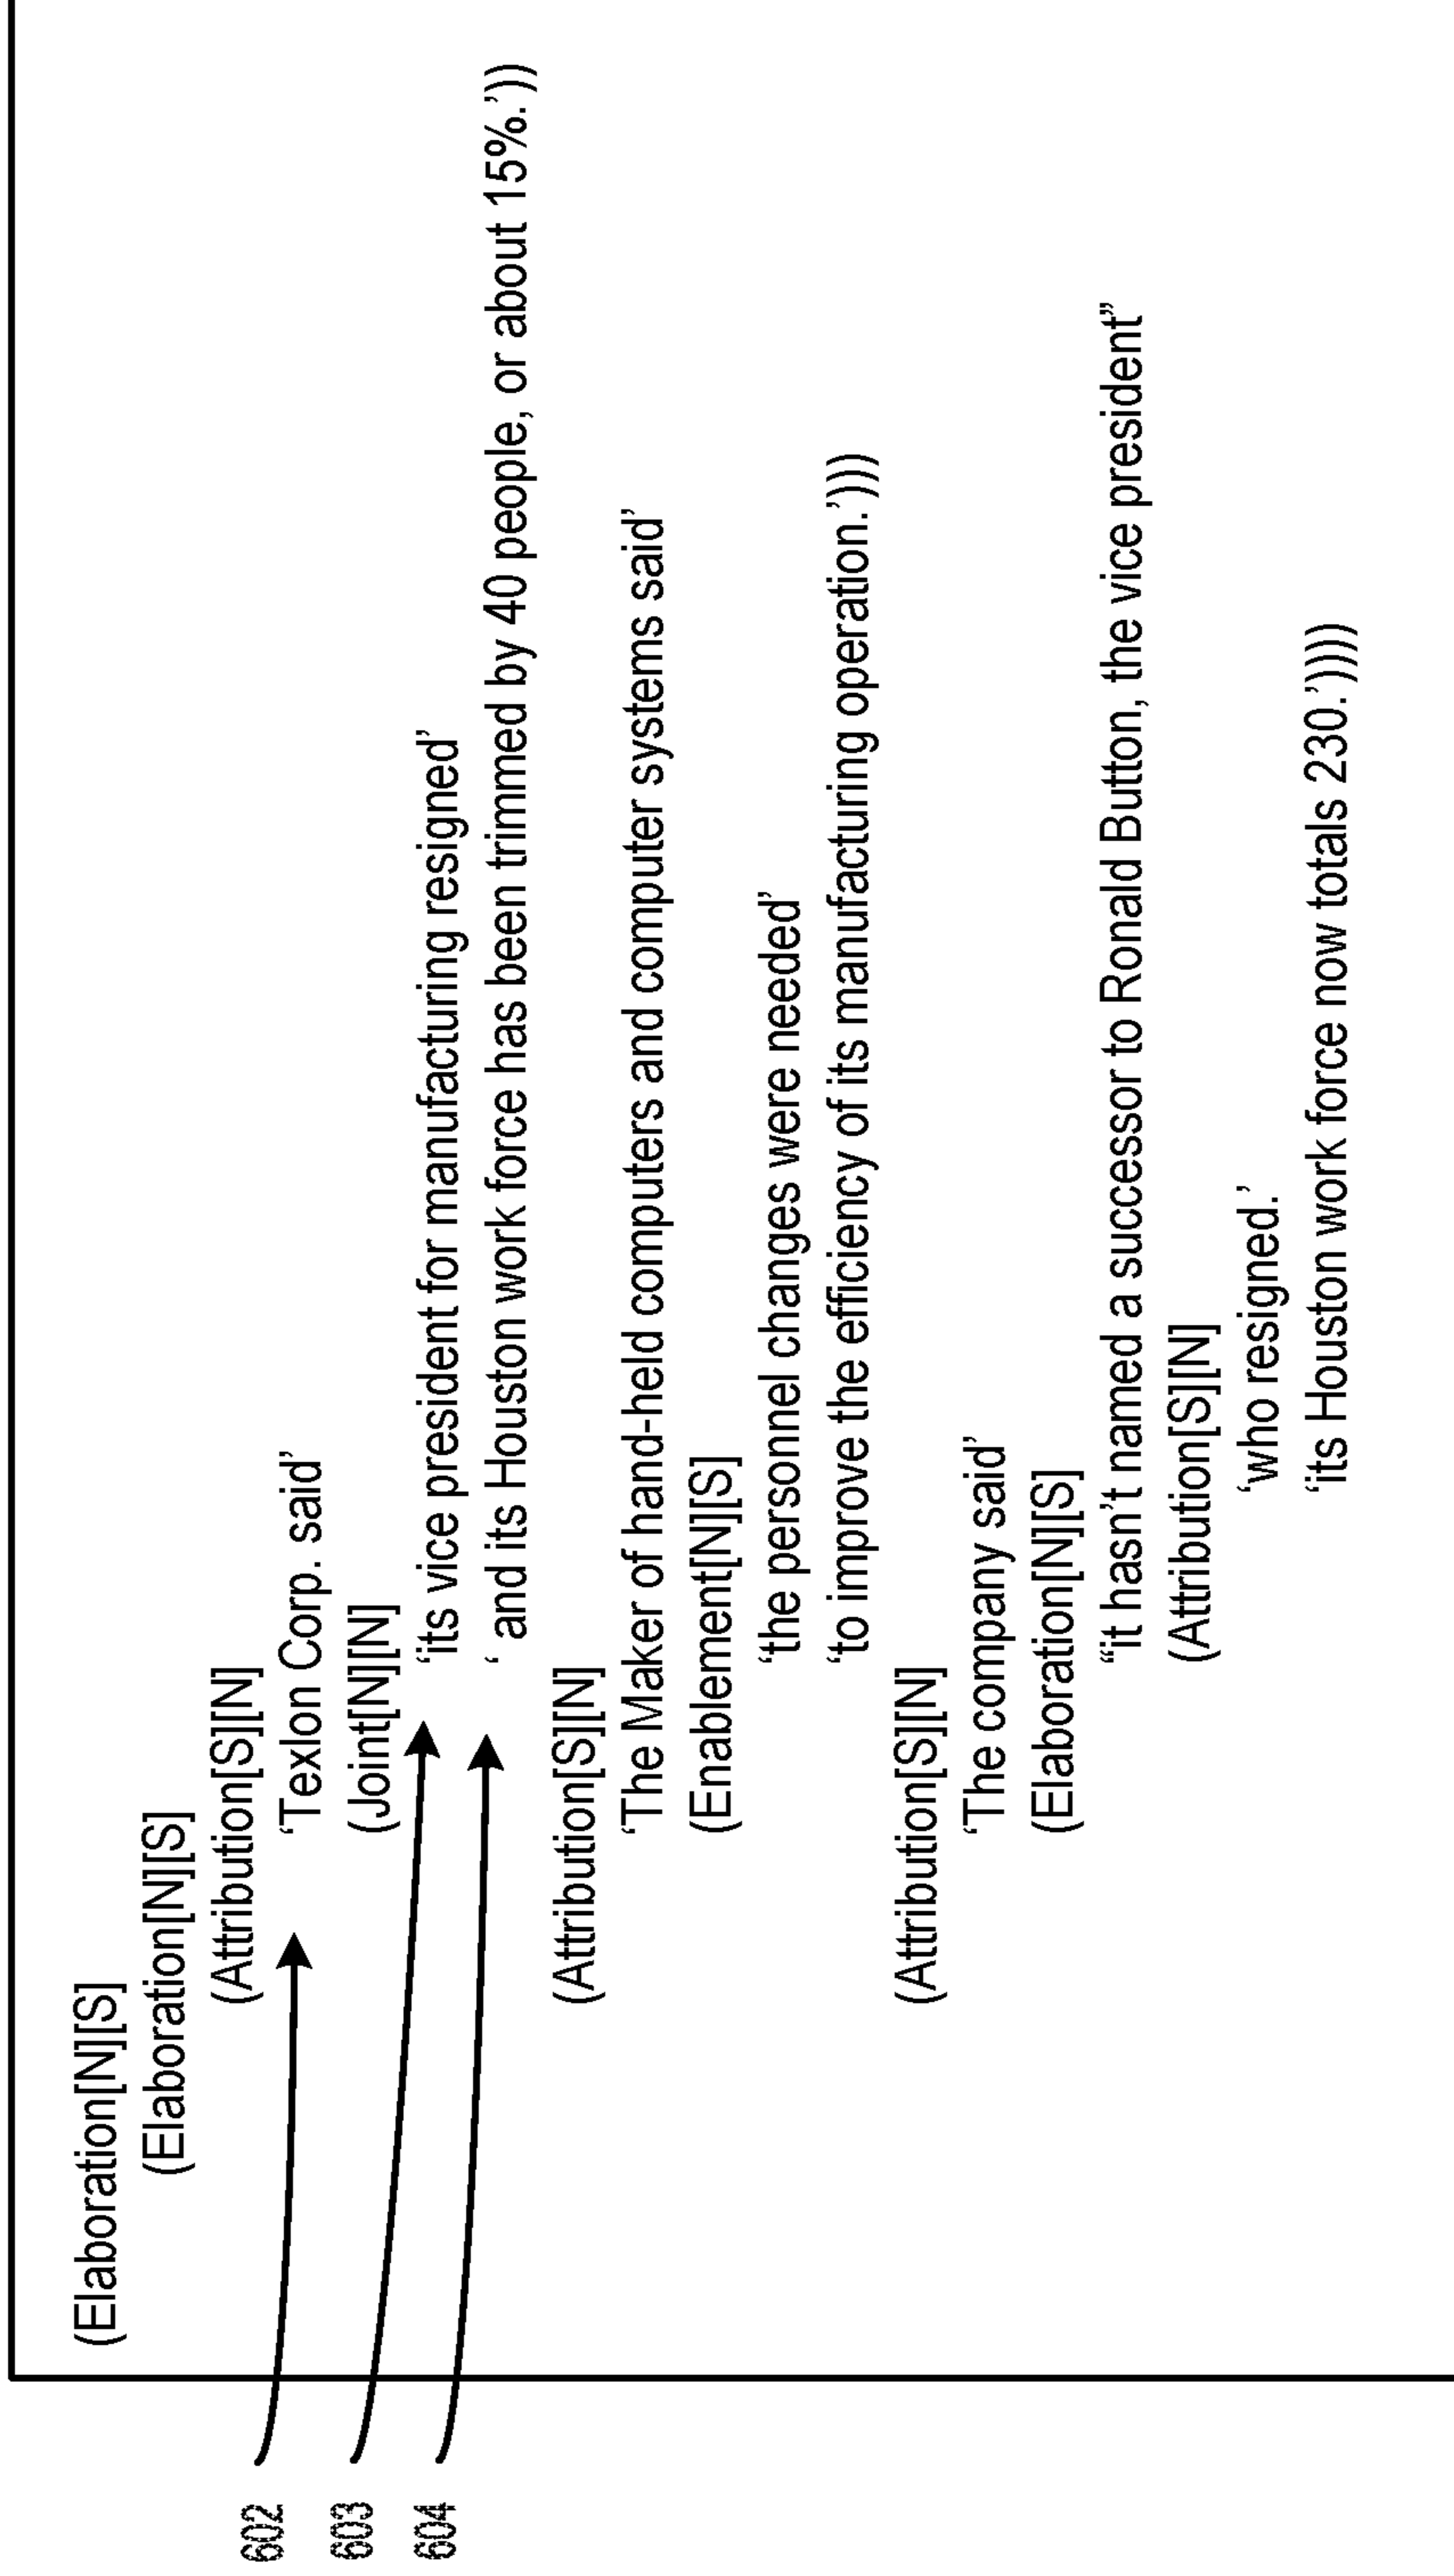 (Elaboration[N][S]
(Elaboration[N][S]
(Attribution[S][N]
602 ‘Texlon Corp. said’
(Joint[N][N]
603 ‘its vice president for manufacturing resigned’
604 ‘ and its Houston work force has been trimmed by 40 people, or about 15%.’))
(Attribution[S][N]
‘The Maker of hand-held computers and computer systems said’
(Enablement[N][S]
‘the personnel changes were needed’
‘to improve the efficiency of its manufacturing operation.’)))
(Attribution[S][N]
‘The company said’
(Elaboration[N][S]
“it hasn’t named a successor to Ronald Button, the vice president”
(Attribution[S][N]
‘who resigned.’
‘its Houston work force now totals 230.’))))